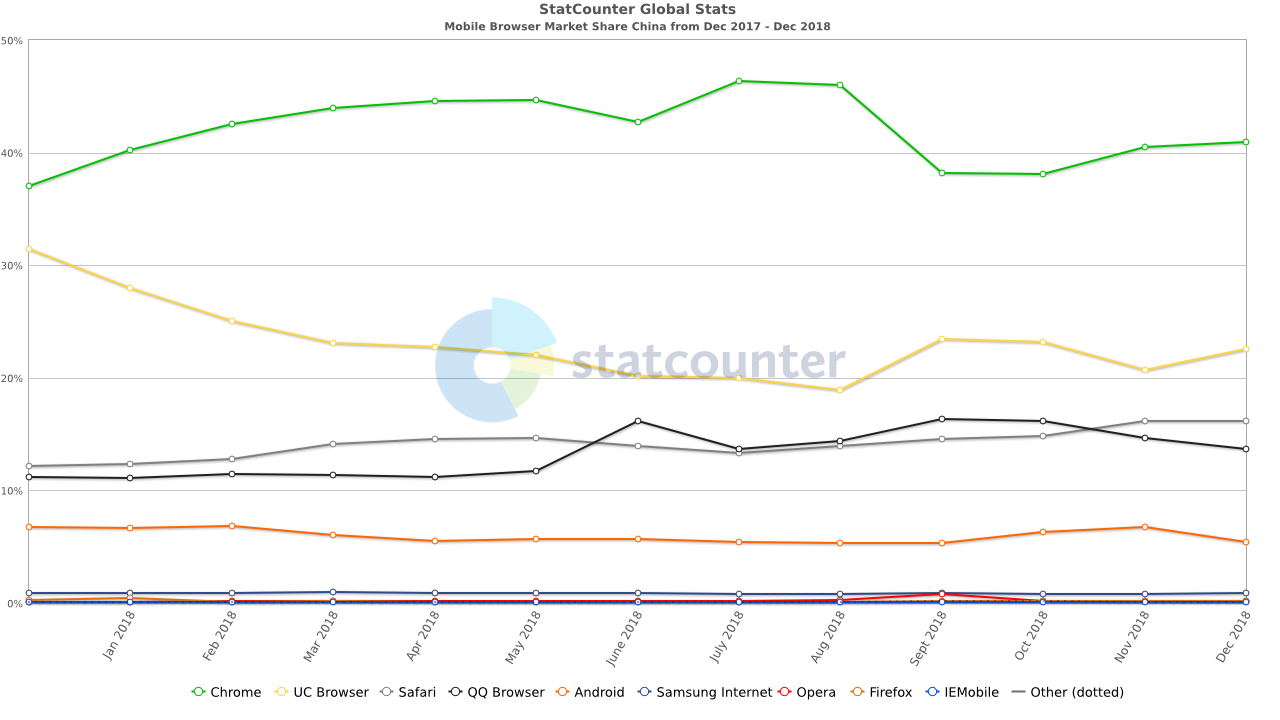 StatCounter Global Stats
Mobile Browser Market Share China from Dec 2017 - Dec 2018
50%
40%
30%
20%
10%
0%
statcounter
Jan 2018
Feb 2018
Mar 2018
Apr 2018
May 2018
June 2018
July 2018
Aug 2018
Sept 2018
Oct 2018
Nov 2018
Dec 2018
Chrome UC Browser Safari QQ Browser Android Samsung Internet Opera Firefox IEMobile Other (dotted)